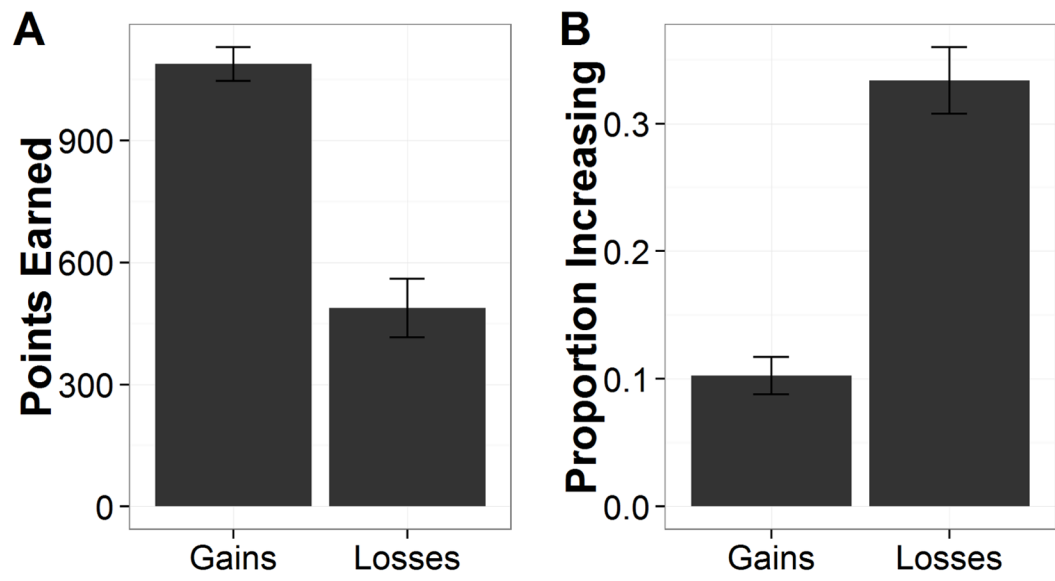 A
Points Earned
900
600
300
0
Gains Losses
B
Proportion Increasing
0.3
0.2
0.1
0.0
Gains Losses